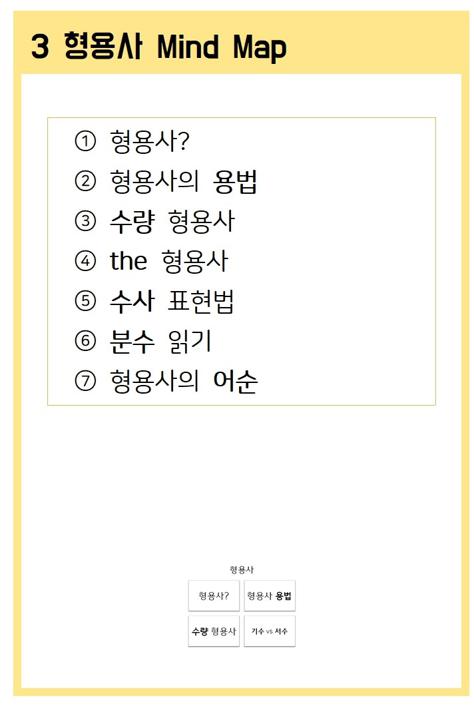 3 형용사 Mind Map
① 형용사?
② 형용사의 용법
③ 수량 형용사
④ the 형용사
⑤ 수사 표현법
⑥ 분수 읽기
⑦ 형용사의 어순
형용사
형용사? 형용사 용법
수량 형용사 기수 vs 서수